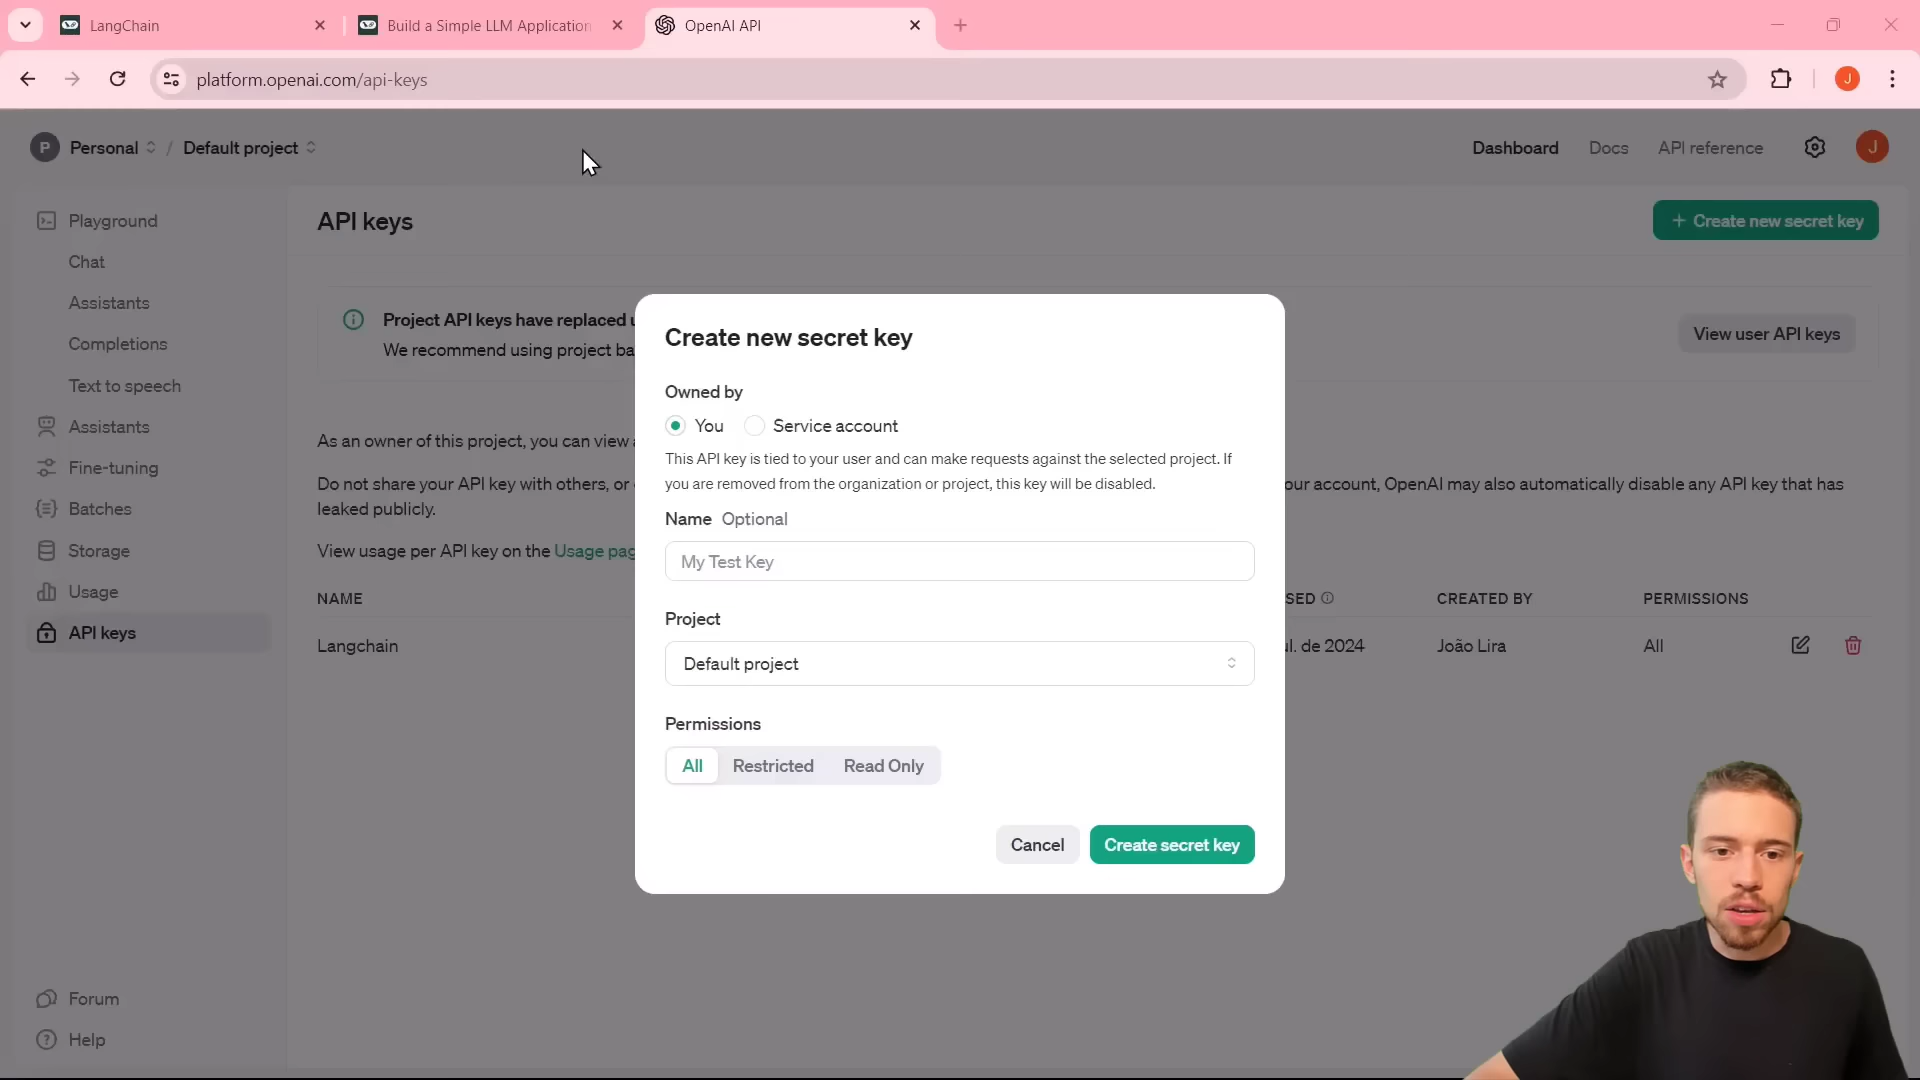 LangChain
Build a Simple LLM Application
OpenAI API
platform.openai.com/api-keys
J
P Personal / Default project
Dashboard
Docs
API reference
J
Playground
Chat
Assistants
Completions
Text to speech
Assistants
Fine-tuning
Batches
Storage
Usage
API keys
Forum
Help
API keys
+ Create new secret key
Project API keys have replaced
We recommend using project
View user API keys
As an owner of this project, you can view
Do not share your API key with others, or
our account, OpenAI may also automatically disable any API key that has
leaked publicly.
View usage per API key on the Usage pag
NAME
SED
CREATED BY
PERMISSIONS
Langchain
ul. de 2024
João Lira
All
Create new secret key
Owned by
You
Service account
This API key is tied to your user and can make requests against the selected project. If
you are removed from the organization or project, this key will be disabled.
Name Optional
My Test Key
Project
Default project
Permissions
All
Restricted
Read Only
Cancel
Create secret key